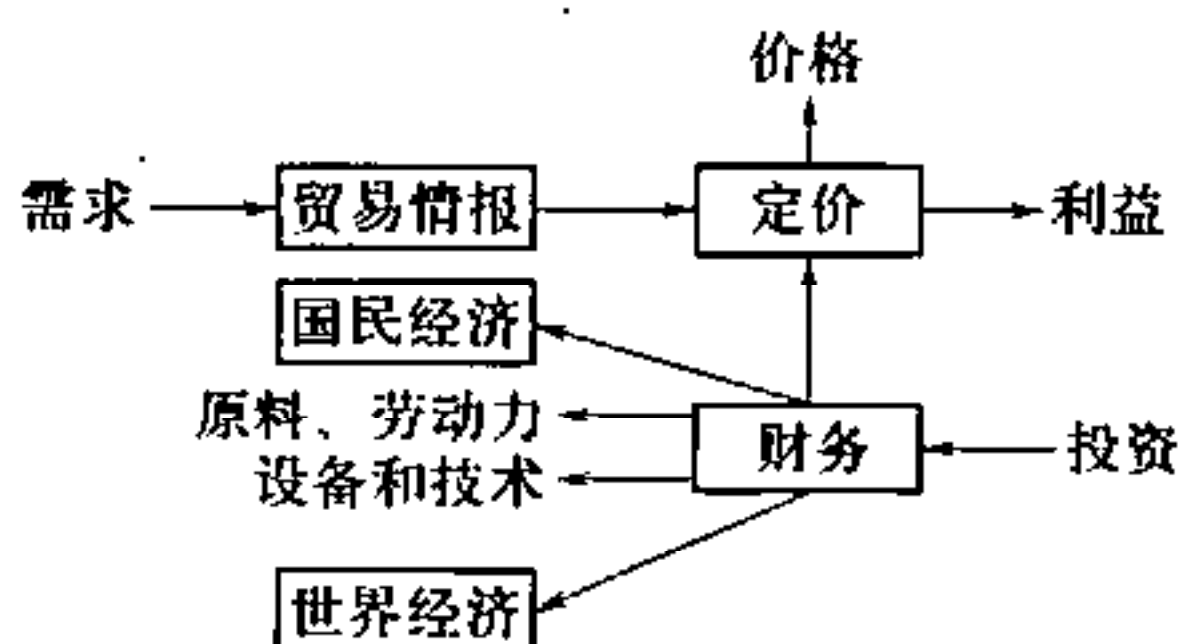 价格
需求 贸易情报 定价 利益
国民经济
原料、劳动力
财务 投资
设备和技术
世界经济